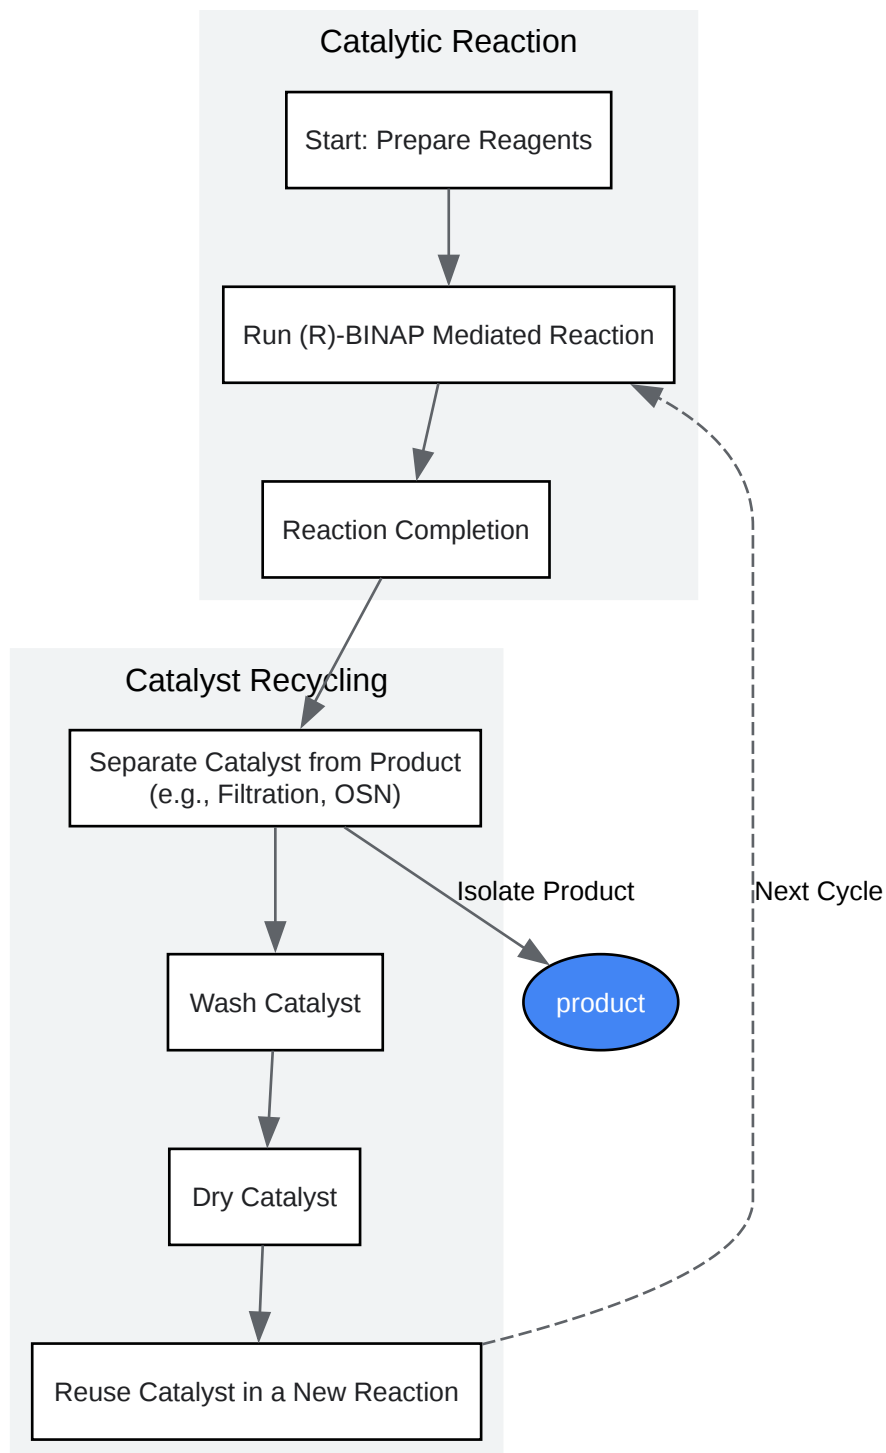 Catalytic Reaction
Start: Prepare Reagents
Run (R)-BINAP Mediated Reaction
Reaction Completion
Catalyst Recycling
Separate Catalyst from Product
(e.g., Filtration, OSN)
Isolate Product
Next Cycle
Wash Catalyst
product
Dry Catalyst
Reuse Catalyst in a New Reaction